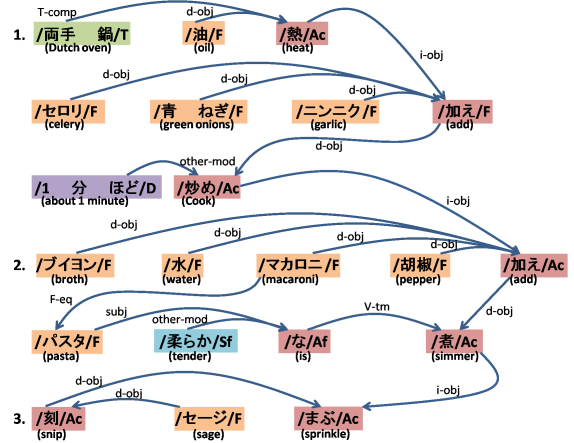 T-comp d-obj
1. /両手 鍋/T /油/F /熱/Ac
(Dutch oven) (oil) (heat)
i-obj
d-obj d-obj d-obj
/セロリ/F /青 ねぎ/F /ニンニク/F /加え/F
(celery) (green onions) (garlic) (add)
d-obj
other-mod
/1 分 ほど/D /炒め/Ac
(about 1 minute) (Cook)
i-obj
d-obj d-obj d-obj d-obj
2. /ブイヨン/F /水/F /マカロニ/F /胡椒/F /加え/Ac
(broth) (water) (macaroni) (pepper) (add)
F-eq subj other-mod V-tm d-obj
/パスタ/F /柔らか/Sf /な/Af /煮/Ac
(pasta) (tender) (is) (simmer)
d-obj d-obj i-obj
3. /刻/Ac /セージ/F /まぶ/Ac
(snip) (sage) (sprinkle)